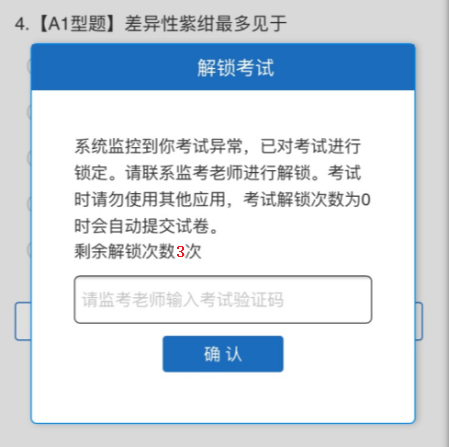 4.【A1型题】差异性紫绀最多见于
解锁考试
系统监控到你考试异常，已对考试进行
锁定。请联系监考老师进行解锁。考试
时请勿使用其他应用，考试解锁次数为0
时会自动提交试卷。
剩余解锁次数3次
请监考老师输入考试验证码
确 认